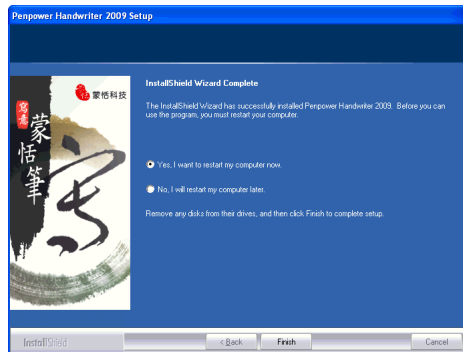 Penpower Handwriter 2009 Setup
蒙恬科技
寫意
蒙恬筆
寫
InstallShield Wizard Complete
The InstallShield Wizard has successfully installed Penpower Handwriter 2009. Before you can
use the program, you must restart your computer.
Yes, I want to restart my computer now.
No, I will restart my computer later.
Remove any disks from their drives, and then click Finish to complete setup.
InstallShield
< Back
Finish
Cancel